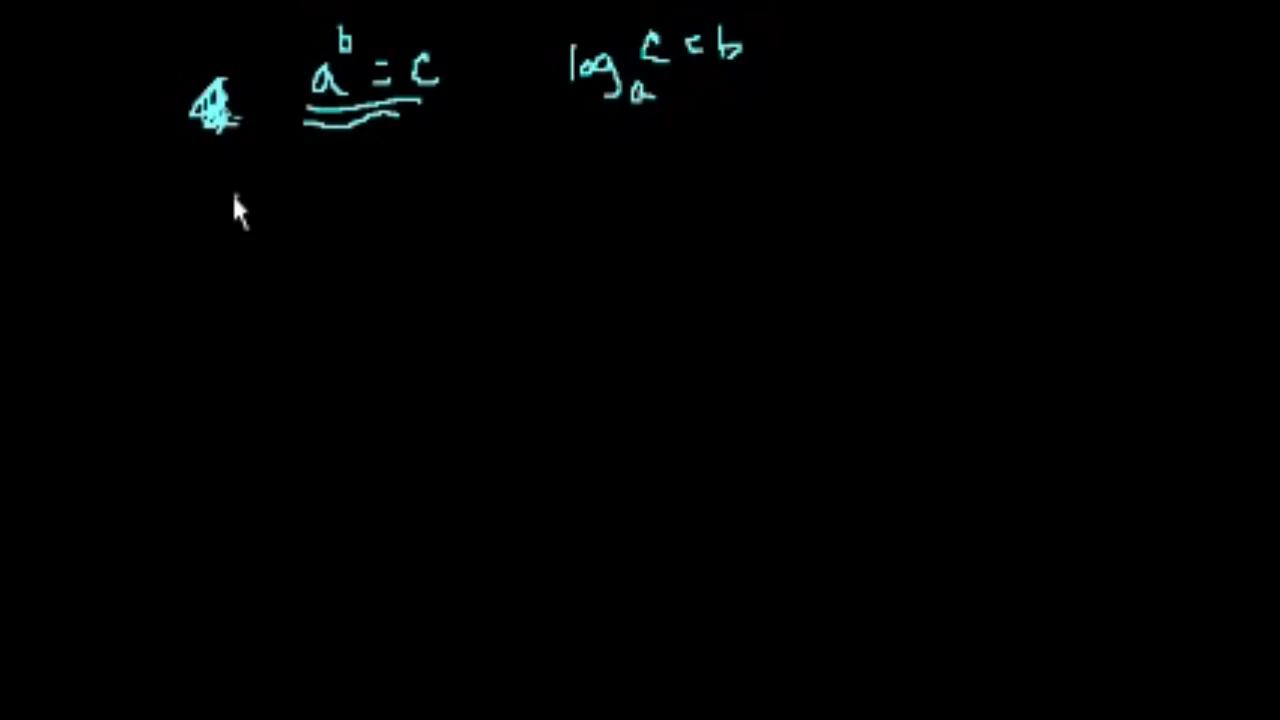 a^b = c log_a c = b